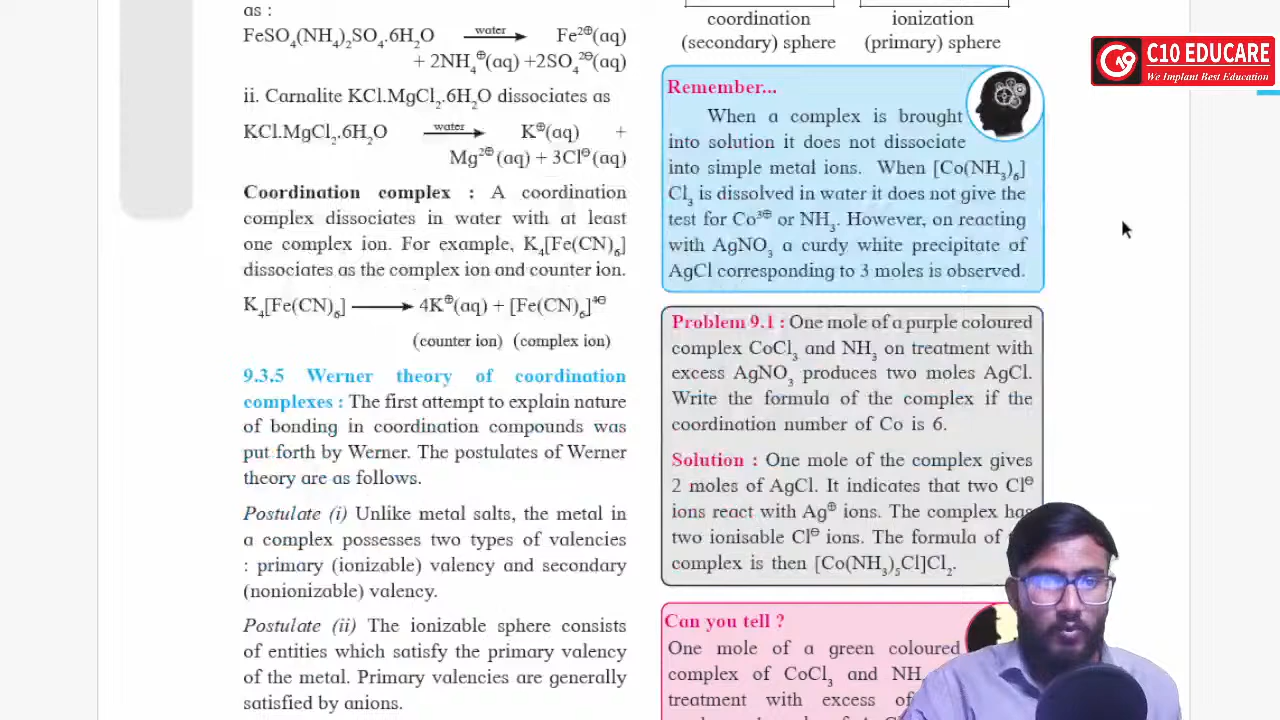 as :
FeSO₄(NH₄)₂SO₄.6H₂O water Fe²⊕(aq)
+ 2NH₄⊕(aq) +2SO₄²⊖(aq)
ii. Carnalite KCl.MgCl₂.6H₂O dissociates as
KCl.MgCl₂.6H₂O water K⊕(aq) +
Mg²⊕(aq) + 3Cl⊖(aq)
Coordination complex : A coordination
complex dissociates in water with at least
one complex ion. For example, K₄[Fe(CN)₆]
dissociates as the complex ion and counter ion.
K₄[Fe(CN)₆] ⟶ 4K⊕(aq) + [Fe(CN)₆]⁴⊖
(counter ion) (complex ion)
9.3.5 Werner theory of coordination
complexes : The first attempt to explain nature
of bonding in coordination compounds was
put forth by Werner. The postulates of Werner
theory are as follows.
Postulate (i) Unlike metal salts, the metal in
a complex possesses two types of valencies
: primary (ionizable) valency and secondary
(nonionizable) valency.
Postulate (ii) The ionizable sphere consists
of entities which satisfy the primary valency
of the metal. Primary valencies are generally
satisfied by anions.
coordination ionization
(secondary) sphere (primary) sphere
Remember...
When a complex is brought
into solution it does not dissociate
into simple metal ions. When [Co(NH₃)₆]
Cl₃ is dissolved in water it does not give the
test for Co³⊕ or NH₃. However, on reacting
with AgNO₃ a curdy white precipitate of
AgCl corresponding to 3 moles is observed.
Problem 9.1 : One mole of a purple coloured
complex CoCl₃ and NH₃ on treatment with
excess AgNO₃ produces two moles AgCl.
Write the formula of the complex if the
coordination number of Co is 6.
Solution : One mole of the complex gives
2 moles of AgCl. It indicates that two Cl⊖
ions react with Ag⊕ ions. The complex has
two ionisable Cl⊖ ions. The formula of
complex is then [Co(NH₃)₅Cl]Cl₂.
Can you tell ?
One mole of a green coloured
complex of CoCl₃ and NH
treatment with excess of
C10 EDUCARE
We Implant Best Education